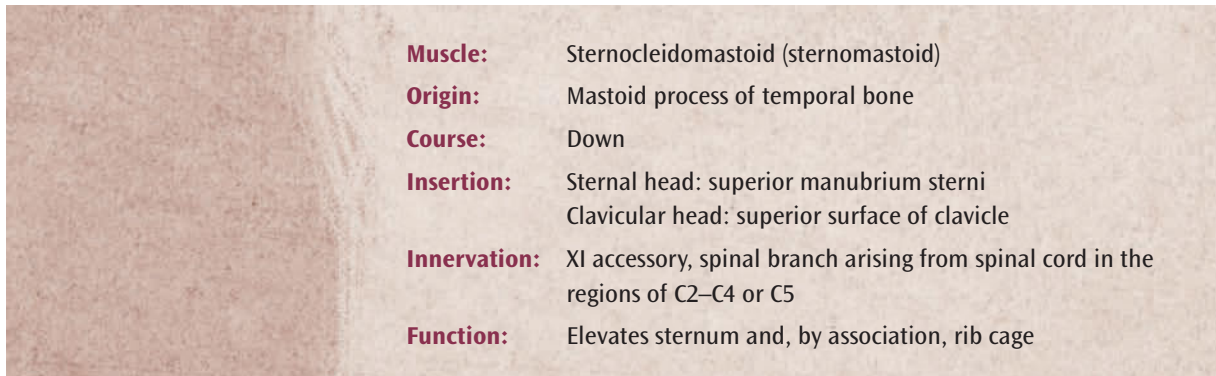 Muscle: Sternocleidomastoid (sternomastoid)
Origin: Mastoid process of temporal bone
Course: Down
Insertion: Sternal head: superior manubrium sterni
Clavicular head: superior surface of clavicle
Innervation: XI accessory, spinal branch arising from spinal cord in the
regions of C2–C4 or C5
Function: Elevates sternum and, by association, rib cage